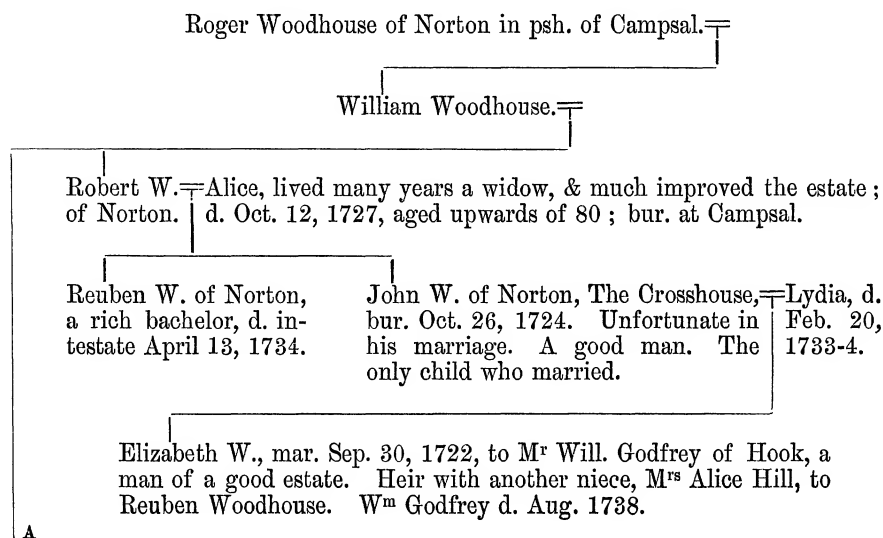 Roger Woodhouse of Norton in psh. of Campsal.
William Woodhouse.
Robert W. of Norton.
Alice, lived many years a widow, & much improved the estate ;
d. Oct. 12, 1727, aged upwards of 80 ; bur. at Campsal.
Reuben W. of Norton,
a rich bachelor, d. in-
testate April 13, 1734.
John W. of Norton, The Crosshouse,
bur. Oct. 26, 1724. Unfortunate in
his marriage. A good man. The
only child who married.
Lydia, d.
Feb. 20,
1733-4.
Elizabeth W., mar. Sep. 30, 1722, to Mr Will. Godfrey of Hook, a
man of a good estate. Heir with another niece, Mrs Alice Hill, to
Reuben Woodhouse. Wm Godfrey d. Aug. 1738.
A